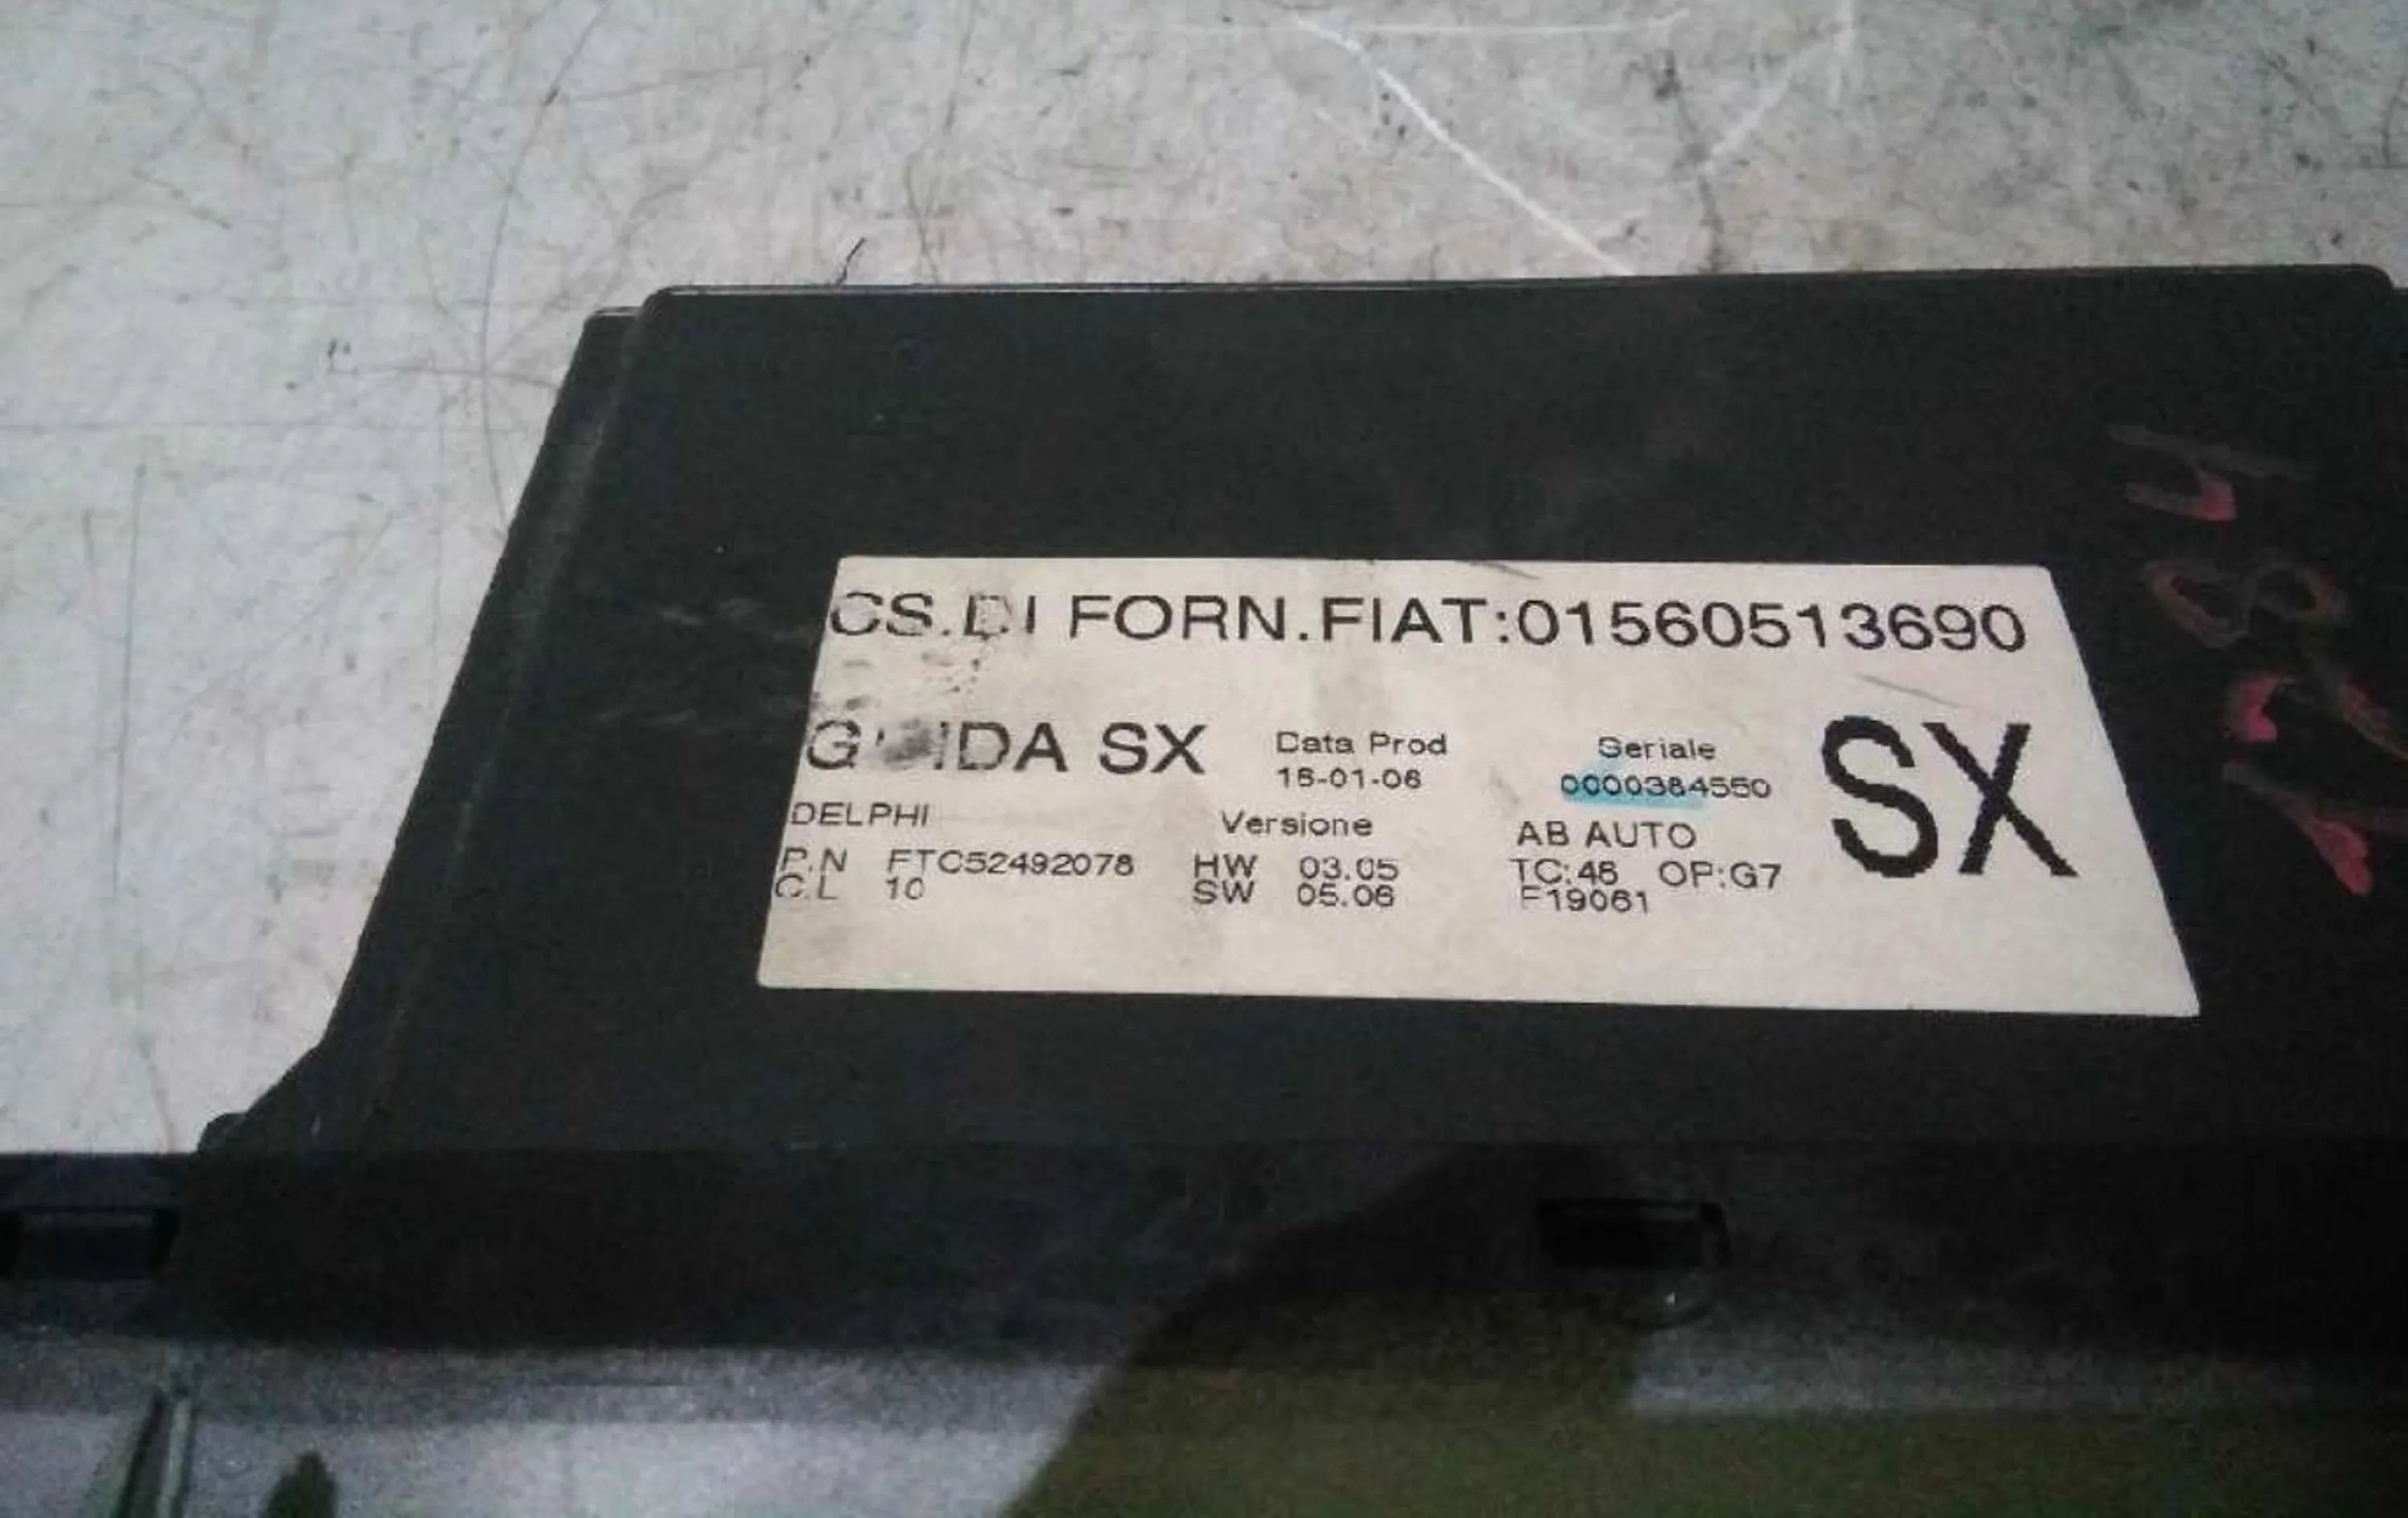 CS.DI FORN.FIAT:01560513690
GUIDA SX
Data Prod
Seriale
SX
16-01-06
0000384550
DELPHI
Versione
AB AUTO
P.N FTC52492078
HW 03.05
TC:46 OP:G7
C.L 10
SW 05.06
F19061